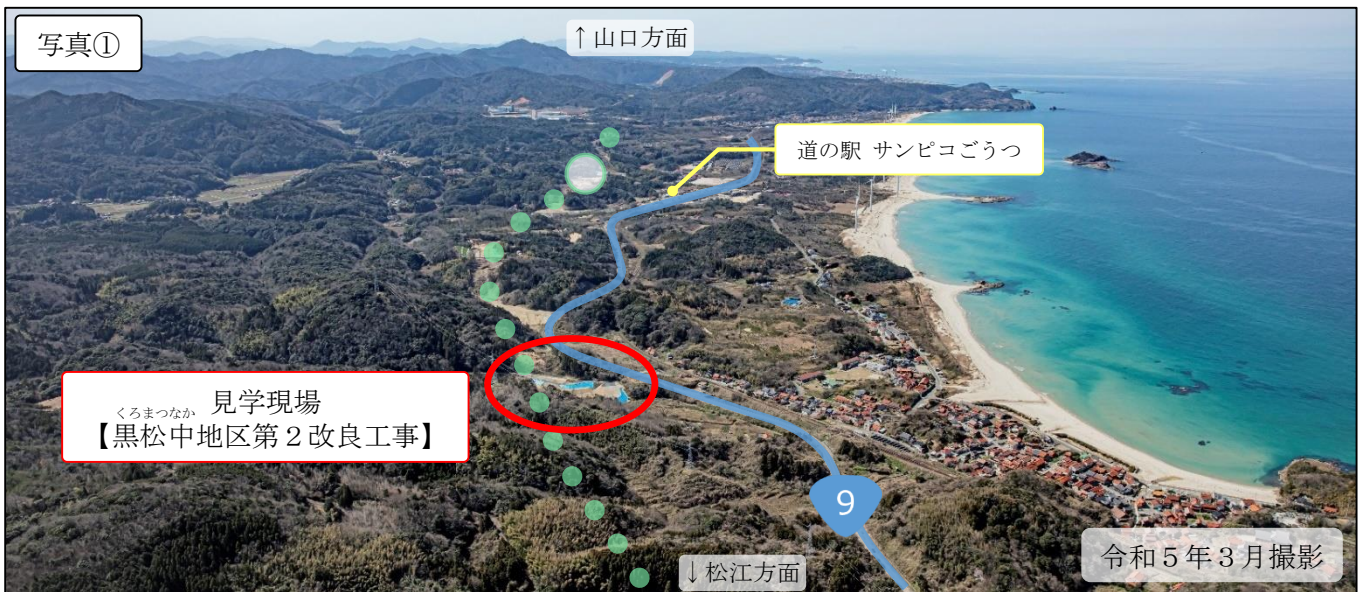 写真①
↑山口方面
道の駅 サンピコごうつ
くろまつなか
見学現場
【黒松中地区第２改良工事】
9
↓松江方面
令和５年３月撮影